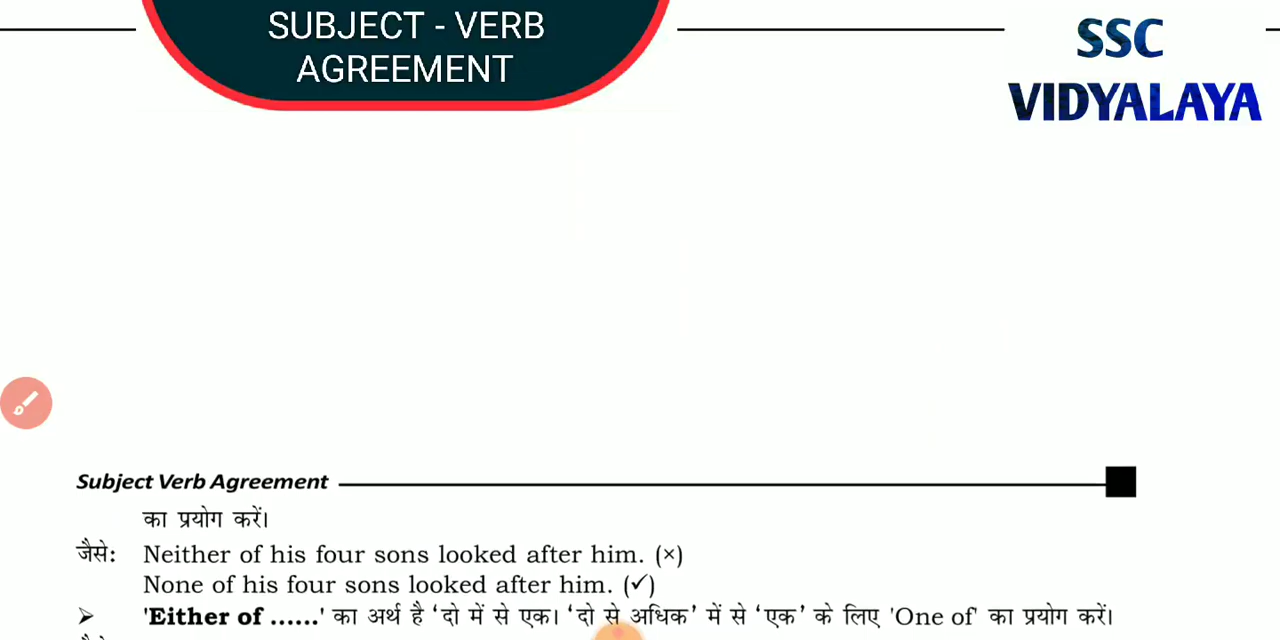 SUBJECT - VERB
AGREEMENT
SSC
VIDYALAYA
Subject Verb Agreement
का प्रयोग करें।
जैसे: Neither of his four sons looked after him. (×)
None of his four sons looked after him. (✓)
➢ 'Either of ......' का अर्थ है ‘दो में से एक। ‘दो से अधिक’ में से ‘एक’ के लिए 'One of' का प्रयोग करें।